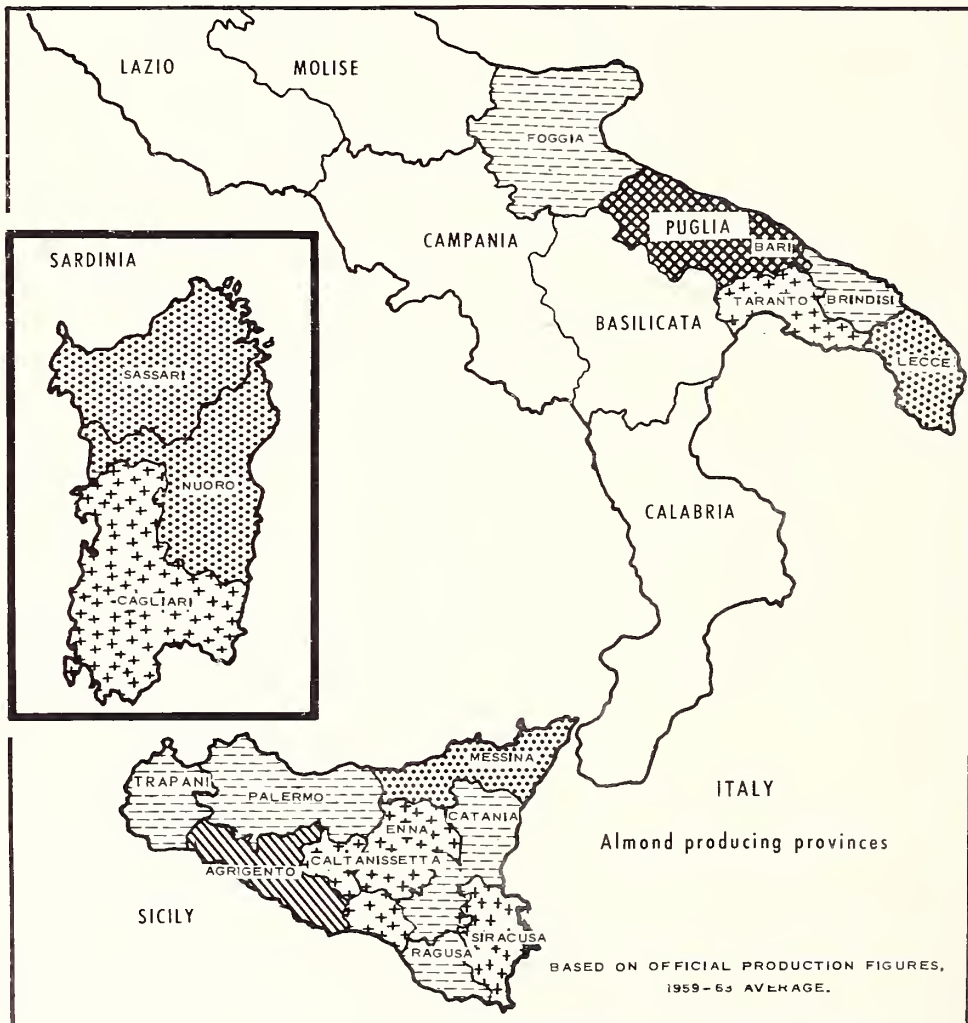 LAZIO
MOLISE
FOGGIA
PUGLIA
BARI
CAMPANIA
TARANTO
BRINDISI
BASILICATA
LECCE
SARDINIA
SASSARI
NUORO
CAGLIARI
CALABRIA
MESSINA
TRAPANI
PALERMO
CATANIA
ENNA
CALTANISSETTA
AGRIGENTO
SICILY
SIRACUSA
RAGUSA
ITALY
Almond producing provinces
BASED ON OFFICIAL PRODUCTION FIGURES,
1959-63 AVERAGE.